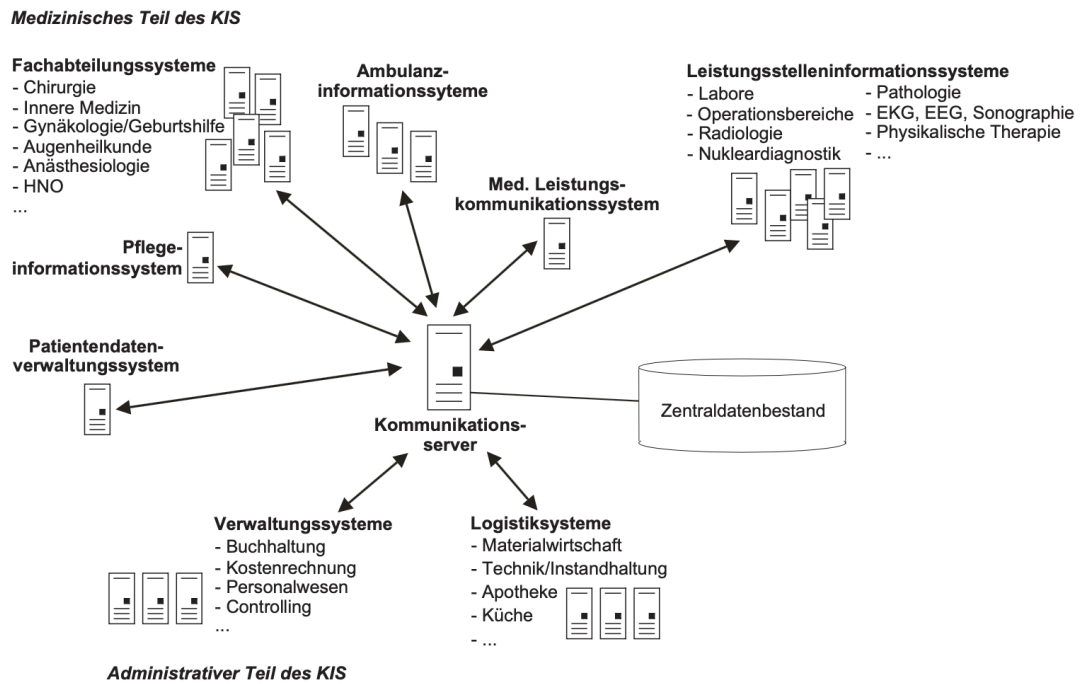 Medizinisches Teil des KIS
Fachabteilungssysteme
- Chirurgie
- Innere Medizin
- Gynäkologie/Geburtshilfe
- Augenheilkunde
- Anästhesiologie
- HNO
...
Ambulanz-
informationssyteme
Leistungsstelleninformationssysteme
- Labore
- Operationsbereiche
- Radiologie
- Nukleardiagnostik
- Pathologie
- EKG, EEG, Sonographie
- Physikalische Therapie
- ...
Med. Leistungs-
kommunikationssystem
Pflege-
informationssystem
Patientendaten-
verwaltungssystem
Kommunikations-
server
Zentraldatenbestand
Verwaltungssysteme
- Buchhaltung
- Kostenrechnung
- Personalwesen
- Controlling
...
Logistiksysteme
- Materialwirtschaft
- Technik/Instandhaltung
- Apotheke
- Küche
- ...
Administrativer Teil des KIS